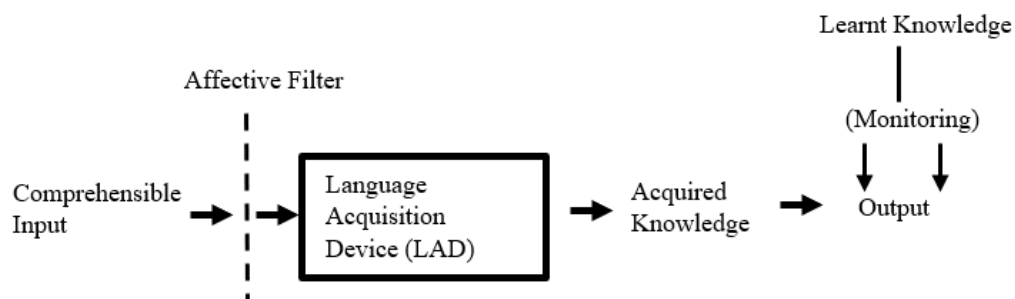 Learnt Knowledge
Affective Filter
(Monitoring)
Comprehensible
Input
Language
Acquisition
Device (LAD)
Acquired
Knowledge
Output